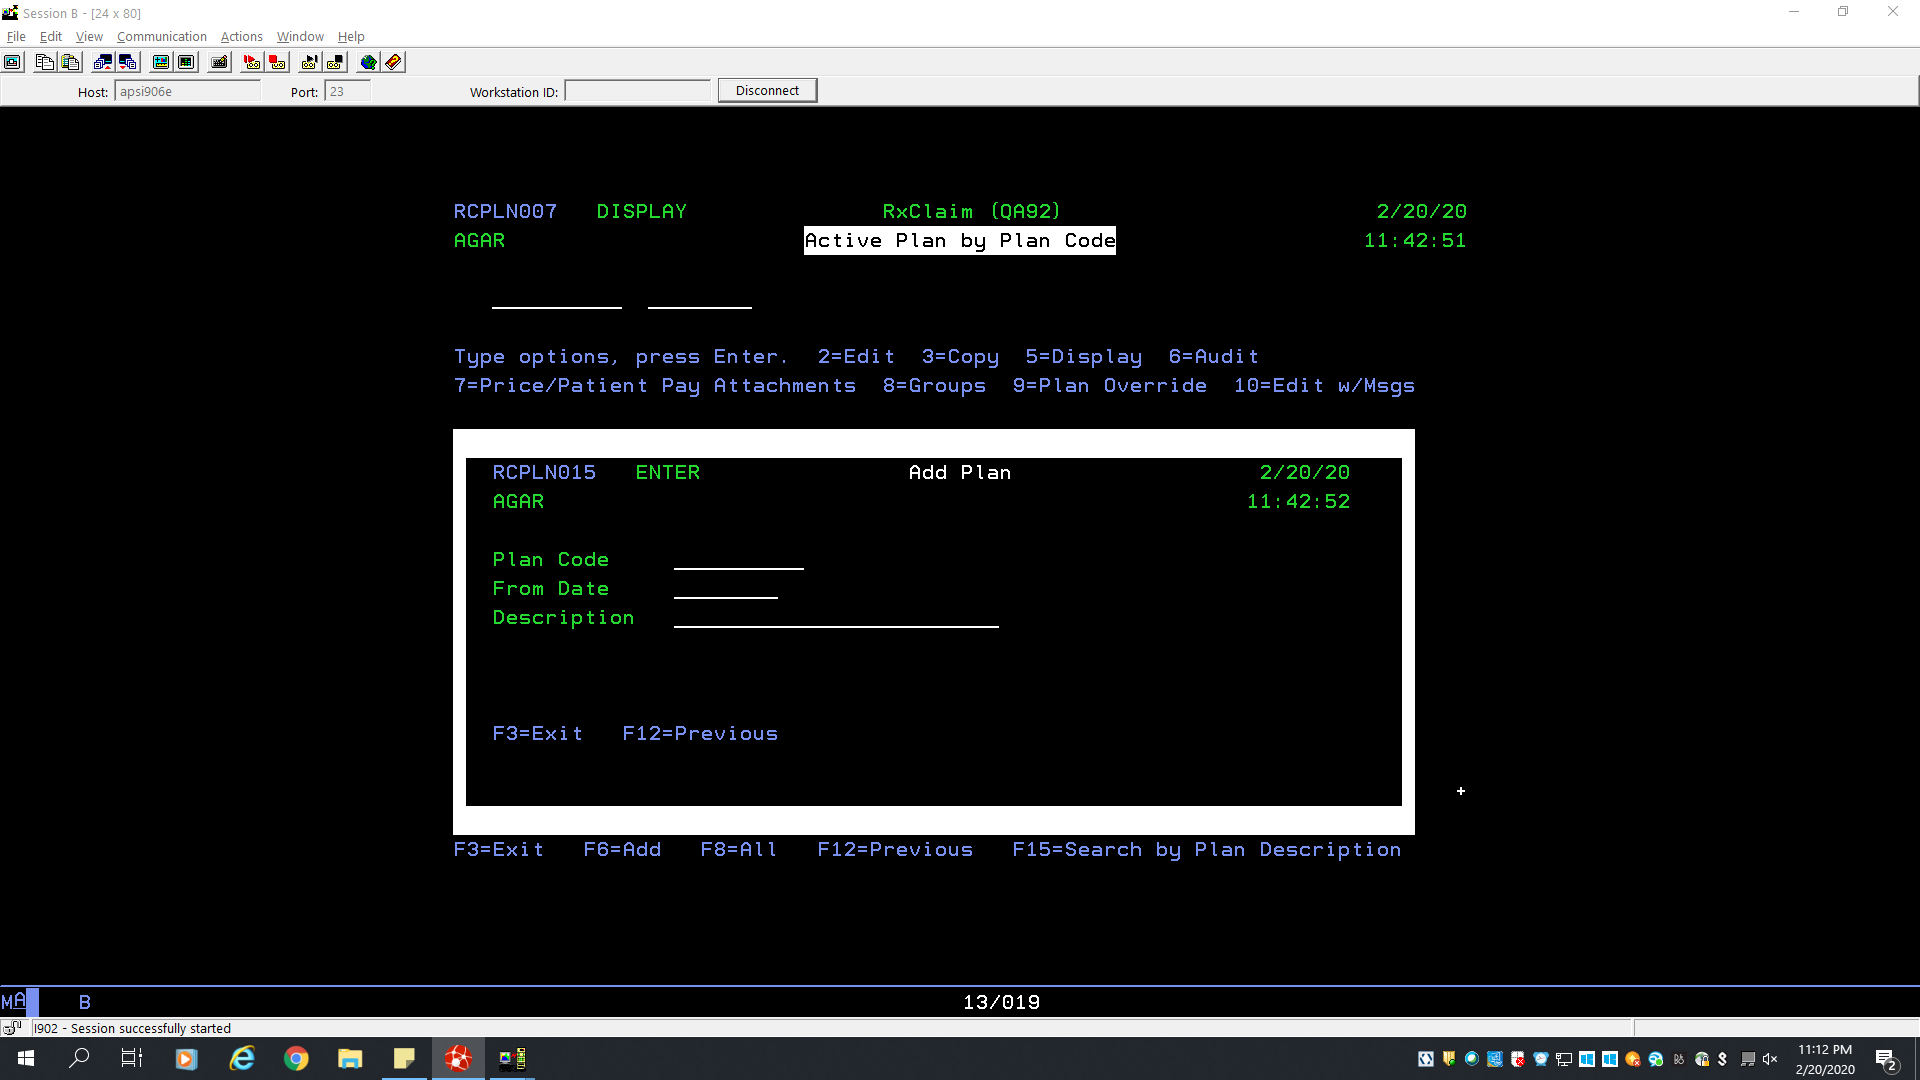 Session B - [24 x 80]
File Edit View Communication Actions Window Help
Host: apsi906e Port: 23 Workstation ID: Disconnect
RCPLN007 DISPLAY RxClaim (QA92) 2/20/20
AGAR Active Plan by Plan Code 11:42:51
Type options, press Enter. 2=Edit 3=Copy 5=Display 6=Audit
7=Price/Patient Pay Attachments 8=Groups 9=Plan Override 10=Edit w/Msgs
RCPLN015 ENTER Add Plan 2/20/20
AGAR 11:42:52
Plan Code
From Date
Description
F3=Exit F12=Previous
F3=Exit F6=Add F8=All F12=Previous F15=Search by Plan Description
MA B 13/019
I902 - Session successfully started
11:12 PM
2/20/2020
2